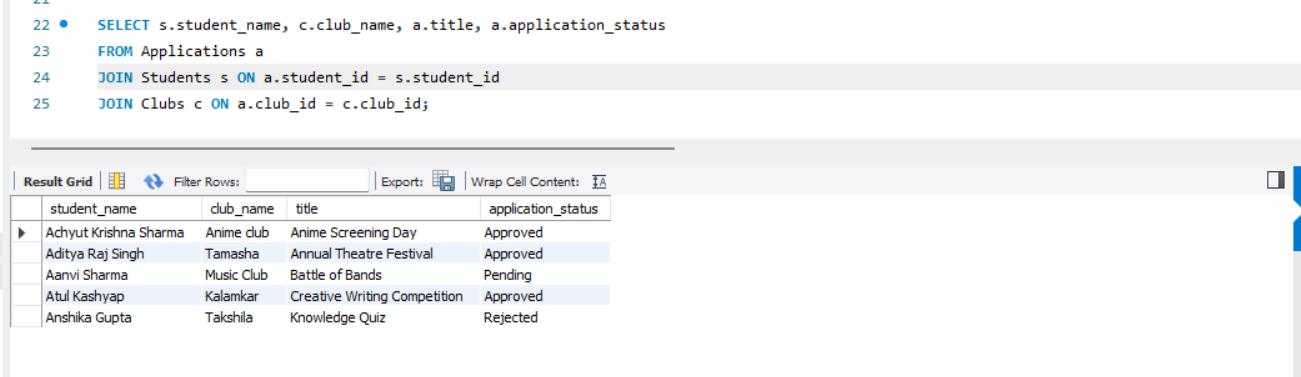 21
22 SELECT s.student_name, c.club_name, a.title, a.application_status
23 FROM Applications a
24 JOIN Students s ON a.student_id = s.student_id
25 JOIN Clubs c ON a.club_id = c.club_id;
Result Grid Filter Rows: Export: Wrap Cell Content: IA
student_name club_name title application_status
Achyut Krishna Sharma Anime club Anime Screening Day Approved
Aditya Raj Singh Tamasha Annual Theatre Festival Approved
Aanvi Sharma Music Club Battle of Bands Pending
Atul Kashyap Kalamkar Creative Writing Competition Approved
Anshika Gupta Takshila Knowledge Quiz Rejected